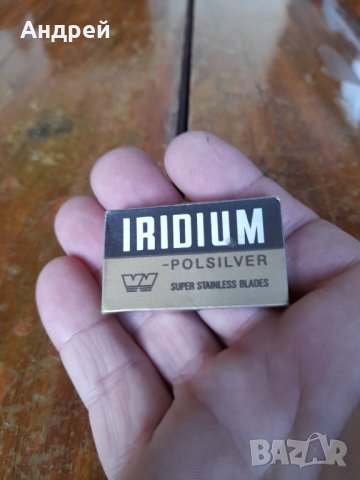 Андрей
IRIDIUM
-POLSILVER
SUPER STAINLESS BLADES
BAZAR